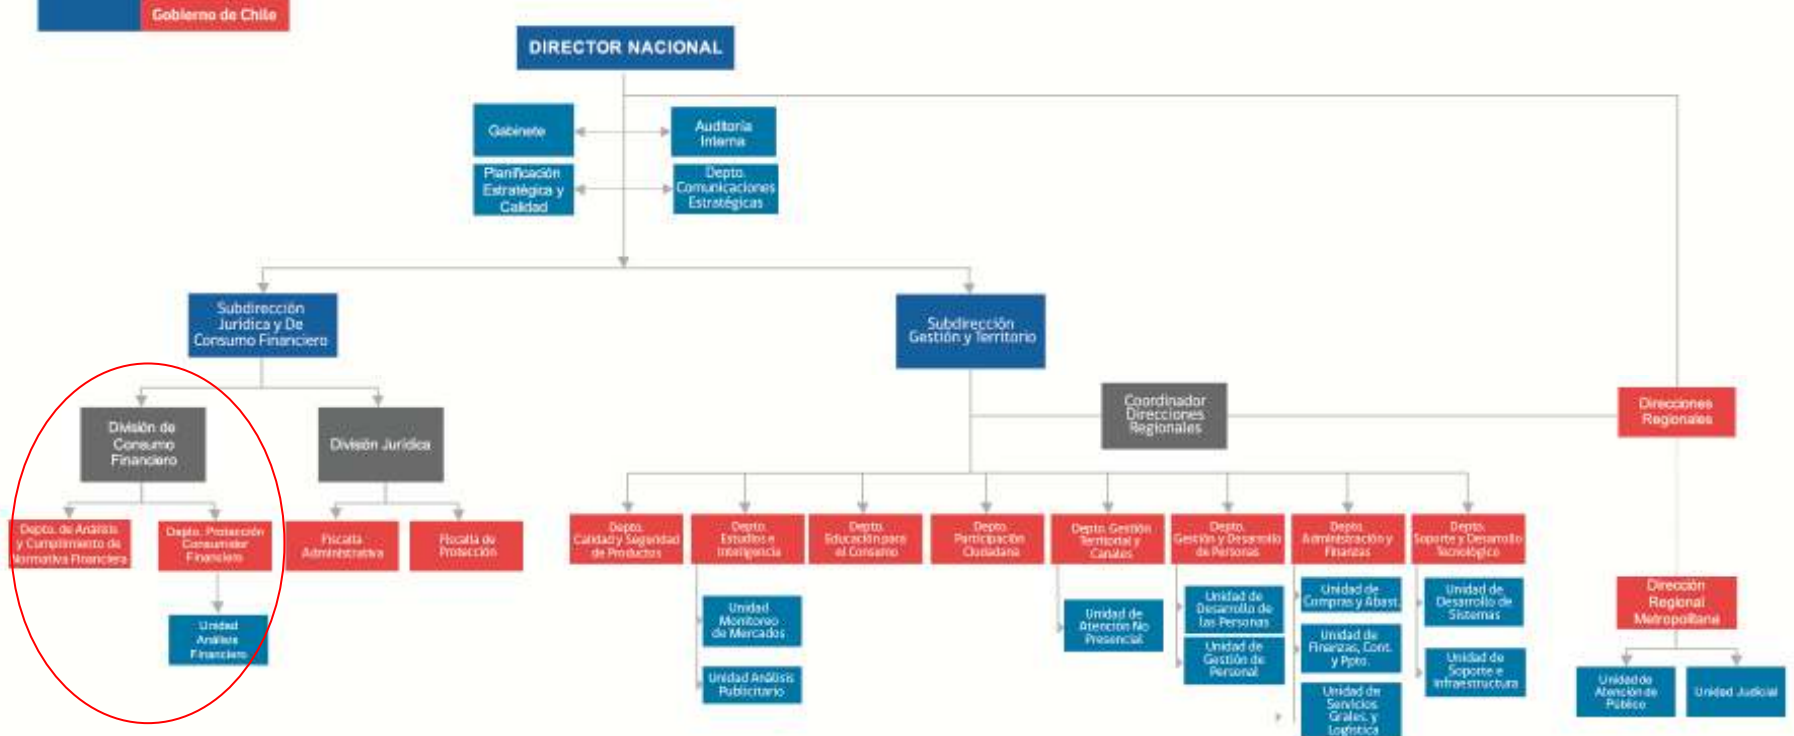 Gobierno de Chile
DIRECTOR NACIONAL
Gabinete
Auditoría
Interna
Planificación
Estratégica y
Calidad
Depto.
Comunicaciones
Estratégicas
Subdirección
Jurídica y De
Consumo Financiero
Subdirección
Gestión y Territorio
División de
Consumo
Financiero
División Jurídica
Coordinador
Direcciones
Regionales
Direcciones
Regionales
Depto. de Análisis
y Cumplimiento de
Normativa Financiera
Depto. Protección
Consumidor
Financiero
Fiscalía
Administrativa
Fiscalía de
Protección
Depto.
Calidad y Seguridad
de Productos
Depto.
Estudios e
Inteligencia
Depto.
Educación para
el Consumo
Depto.
Participación
Ciudadana
Depto. Gestión
Territorial y
Canales
Depto.
Gestión y Desarrollo
de Personas
Depto.
Administración y
Finanzas
Depto.
Soporte y Desarrollo
Tecnológico
Unidad
Análisis
Financiero
Unidad
Monitoreo
de Mercados
Unidad Análisis
Publicitario
Unidad de
Atención No
Presencial
Unidad de
Desarrollo de
las Personas
Unidad de
Gestión de
Personal
Unidad de
Compras y Abast.
Unidad de
Finanzas, Cont.
y Ppto.
Unidad de
Servicios
Grales. y
Logística
Unidad de
Desarrollo de
Sistemas
Unidad de
Soporte e
Infraestructura
Dirección
Regional
Metropolitana
Unidad de
Atención de
Público
Unidad Judicial